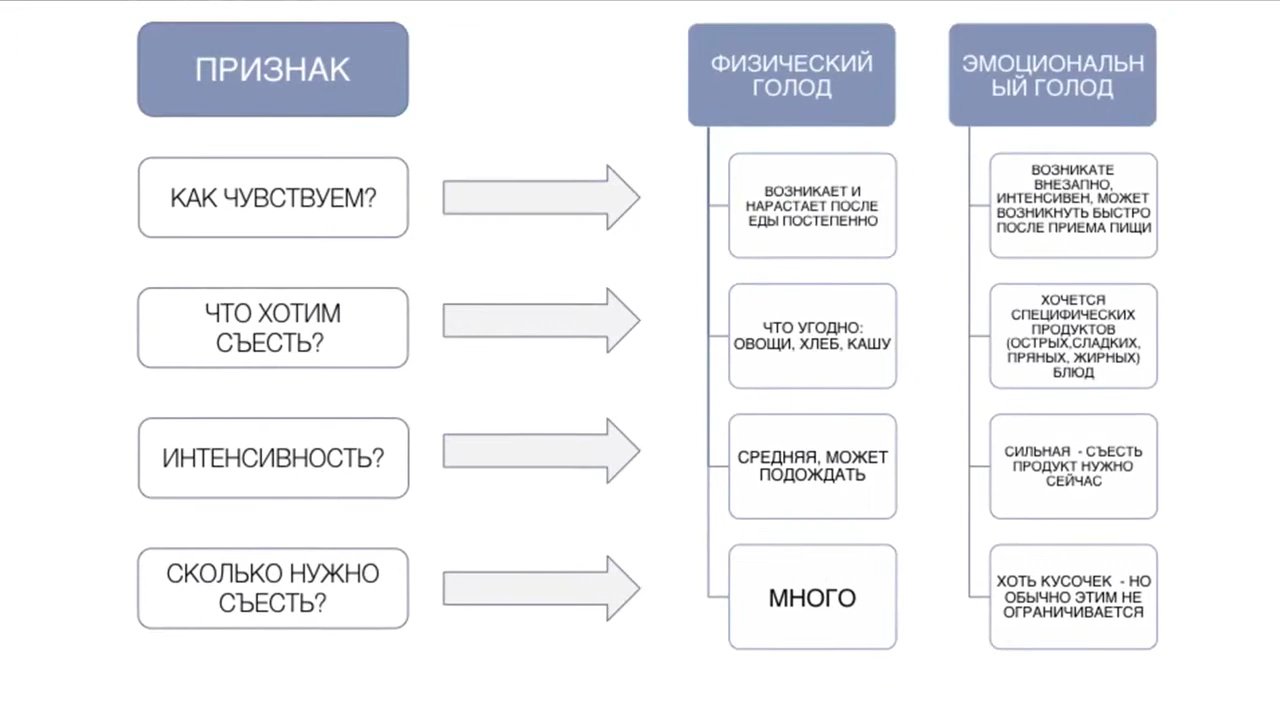 ПРИЗНАК
ФИЗИЧЕСКИЙ
ГОЛОД
ЭМОЦИОНАЛЬН
ЫЙ ГОЛОД
КАК ЧУВСТВУЕМ?
ВОЗНИКАЕТ И
НАРАСТАЕТ ПОСЛЕ
ЕДЫ ПОСТЕПЕННО
ВОЗНИКАТЕ
ВНЕЗАПНО,
ИНТЕНСИВЕН, МОЖЕТ
ВОЗНИКНУТЬ БЫСТРО
ПОСЛЕ ПРИЕМА ПИЩИ
ЧТО ХОТИМ
СЪЕСТЬ?
ЧТО УГОДНО:
ОВОЩИ, ХЛЕБ, КАШУ
ХОЧЕТСЯ
СПЕЦИФИЧЕСКИХ
ПРОДУКТОВ
(ОСТРЫХ,СЛАДКИХ,
ПРЯНЫХ, ЖИРНЫХ)
БЛЮД
ИНТЕНСИВНОСТЬ?
СРЕДНЯЯ, МОЖЕТ
ПОДОЖДАТЬ
СИЛЬНАЯ - СЪЕСТЬ
ПРОДУКТ НУЖНО
СЕЙЧАС
СКОЛЬКО НУЖНО
СЪЕСТЬ?
МНОГО
ХОТЬ КУСОЧЕК - НО
ОБЫЧНО ЭТИМ НЕ
ОГРАНИЧИВАЕТСЯ